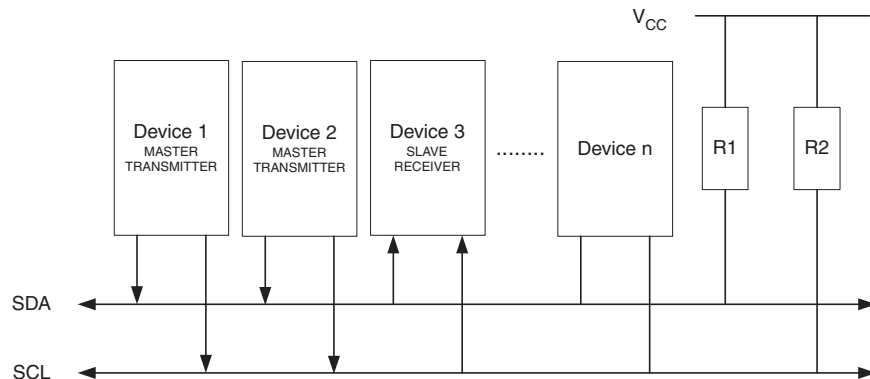 V_CC
Device 1
MASTER
TRANSMITTER
Device 2
MASTER
TRANSMITTER
Device 3
SLAVE
RECEIVER
........
Device n
R1
R2
SDA
SCL